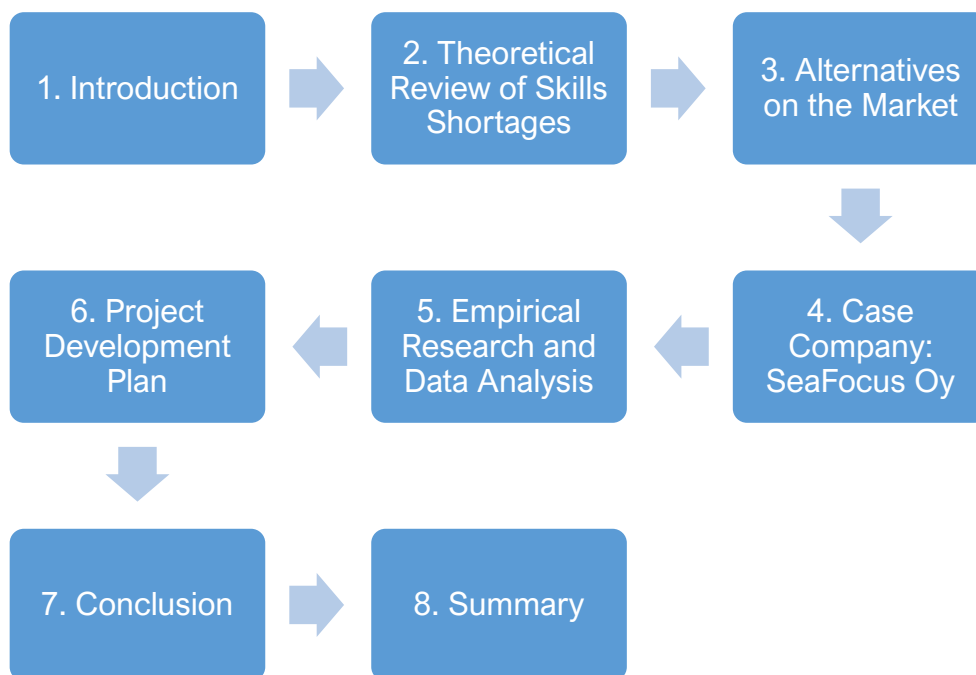 1. Introduction
2. Theoretical
Review of Skills
Shortages
3. Alternatives
on the Market
4. Case
Company:
SeaFocus Oy
5. Empirical
Research and
Data Analysis
6. Project
Development
Plan
7. Conclusion
8. Summary